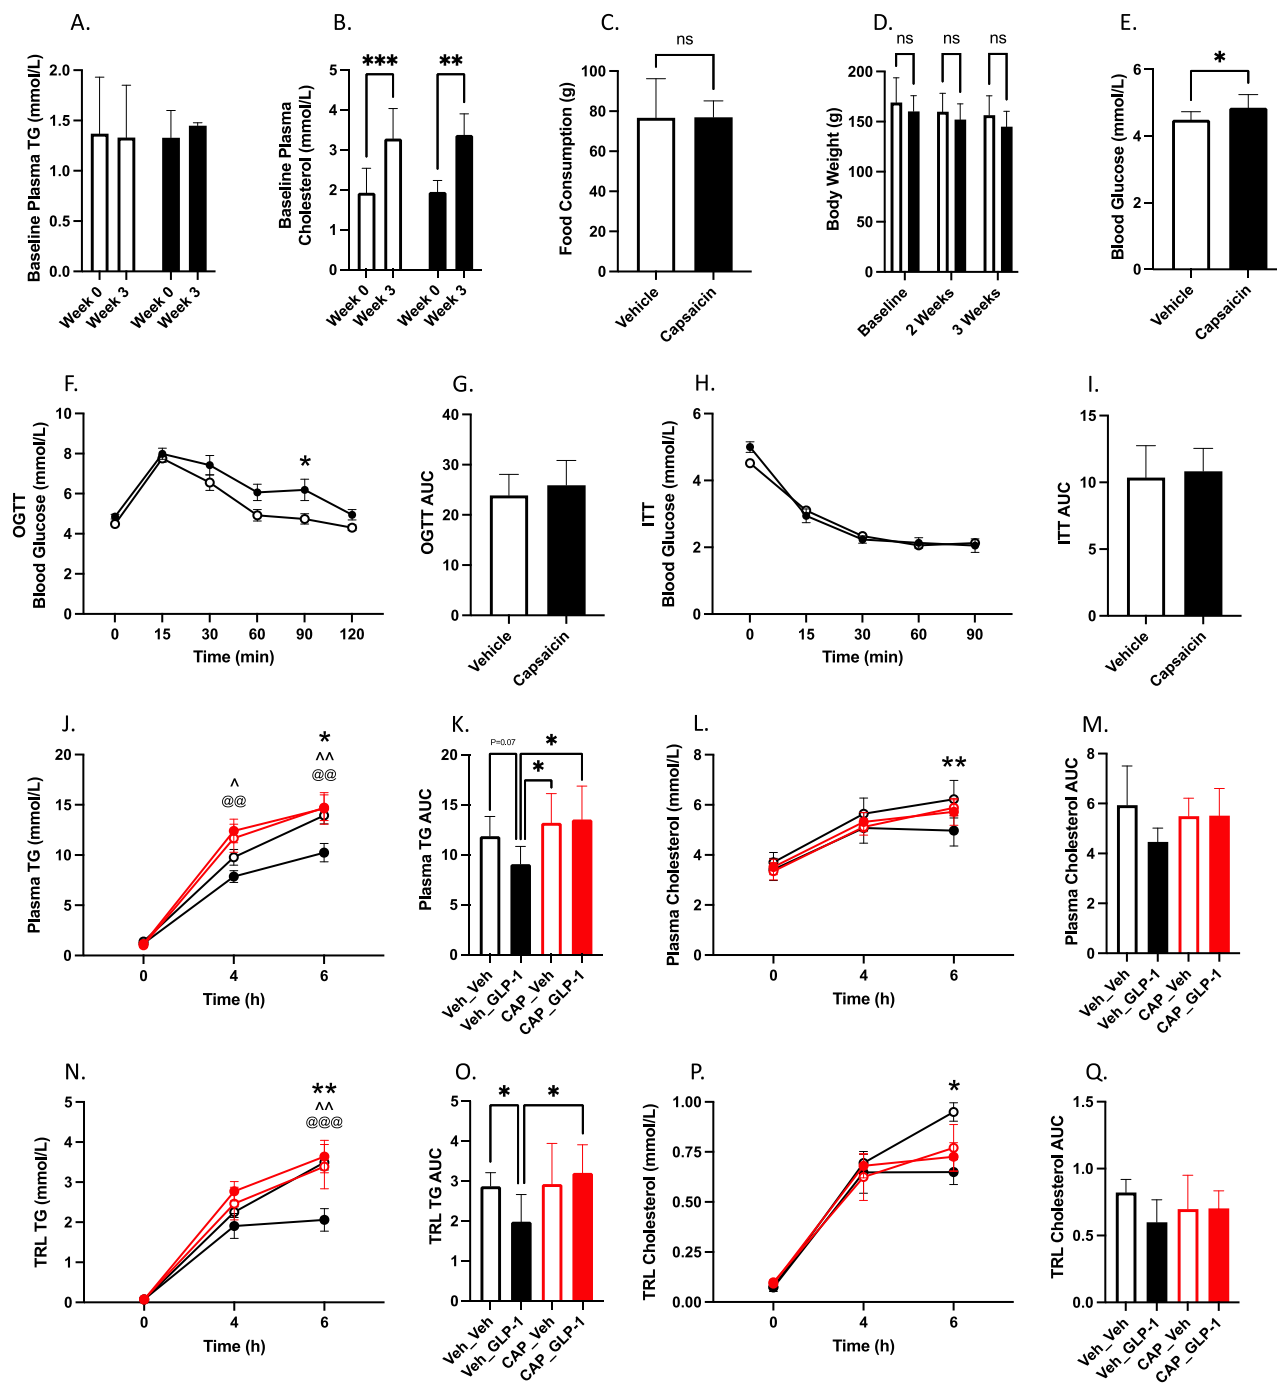 A.
Baseline Plasma TG (mmol/L)
2.0
1.5
1.0
0.5
0.0
Week 0
Week 3
Week 0
Week 3
B.
Baseline Plasma
Cholesterol (mmol/L)
5
4
3
2
1
0
***
**
Week 0
Week 3
Week 0
Week 3
C.
Food Consumption (g)
100
80
60
40
20
0
ns
Vehicle
Capsaicin
D.
Body Weight (g)
200
150
100
50
0
ns
ns
ns
Baseline
2 Weeks
3 Weeks
E.
Blood Glucose (mmol/L)
6
4
2
0
*
Vehicle
Capsaicin
F.
OGTT
Blood Glucose (mmol/L)
10
8
6
4
2
0
*
0 15 30 60 90 120
Time (min)
G.
OGTT AUC
40
30
20
10
0
Vehicle
Capsaicin
H.
ITT
Blood Glucose (mmol/L)
6
4
2
0
0 15 30 60 90
Time (min)
I.
ITT AUC
15
10
5
0
Vehicle
Capsaicin
J.
Plasma TG (mmol/L)
20
15
10
5
0
^
@@
*
^^
@@
0 4 6
Time (h)
K.
Plasma TG AUC
20
15
10
5
0
P=0.07
*
*
Veh_Veh
Veh_GLP-1
CAP_Veh
CAP_GLP-1
L.
Plasma Cholesterol (mmol/L)
8
6
4
2
0
**
0 4 6
Time (h)
M.
Plasma Cholesterol AUC
8
6
4
2
0
Veh_Veh
Veh_GLP-1
CAP_Veh
CAP_GLP-1
N.
TRL TG (mmol/L)
5
4
3
2
1
0
**
^^
@@@
0 4 6
Time (h)
O.
TRL TG AUC
5
4
3
2
1
0
*
*
Veh_Veh
Veh_GLP-1
CAP_Veh
CAP_GLP-1
P.
TRL Cholesterol (mmol/L)
1.00
0.75
0.50
0.25
0.00
*
0 4 6
Time (h)
Q.
TRL Cholesterol AUC
1.5
1.0
0.5
0.0
Veh_Veh
Veh_GLP-1
CAP_Veh
CAP_GLP-1